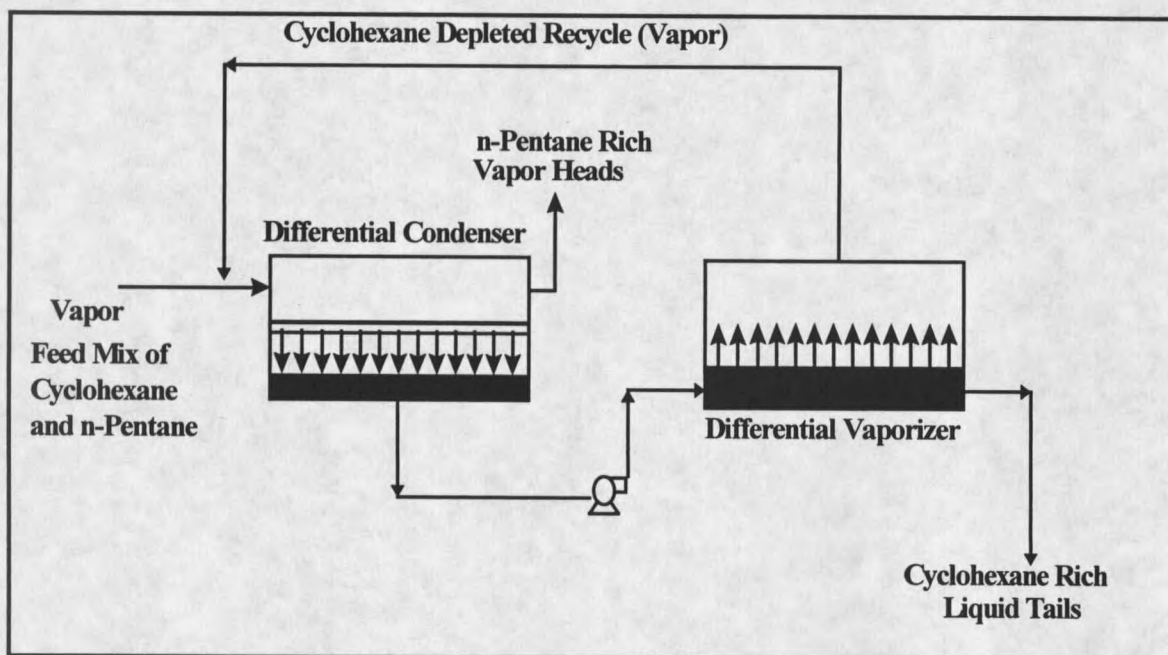 Cyclohexane Depleted Recycle (Vapor)
n-Pentane Rich
Vapor Heads
Differential Condenser
Vapor
Feed Mix of
Cyclohexane
and n-Pentane
Differential Vaporizer
Cyclohexane Rich
Liquid Tails